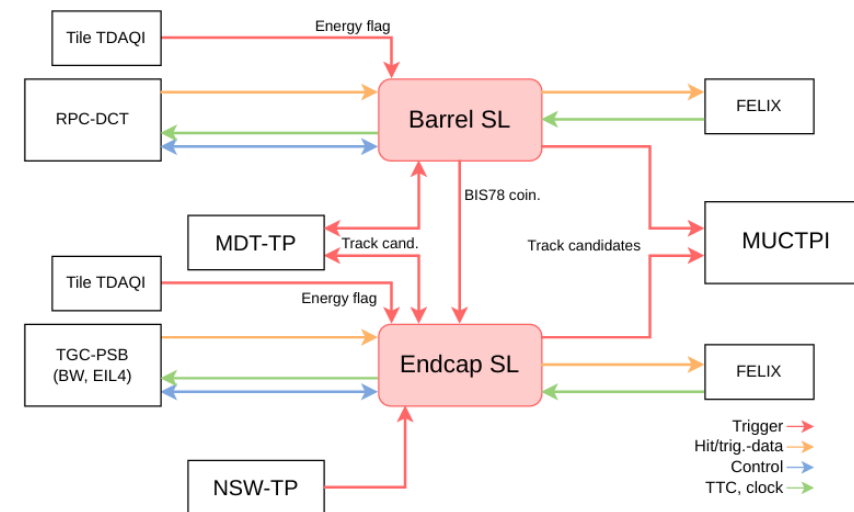 Tile TDAQI
Energy flag
RPC-DCT
Barrel SL
FELIX
BIS78 coin.
MDT-TP
Track cand.
Track candidates
MUCTPI
Tile TDAQI
Energy flag
TGC-PSB
(BW, EIL4)
Endcap SL
FELIX
Trigger
Hit/trig.-data
Control
TTC, clock
NSW-TP